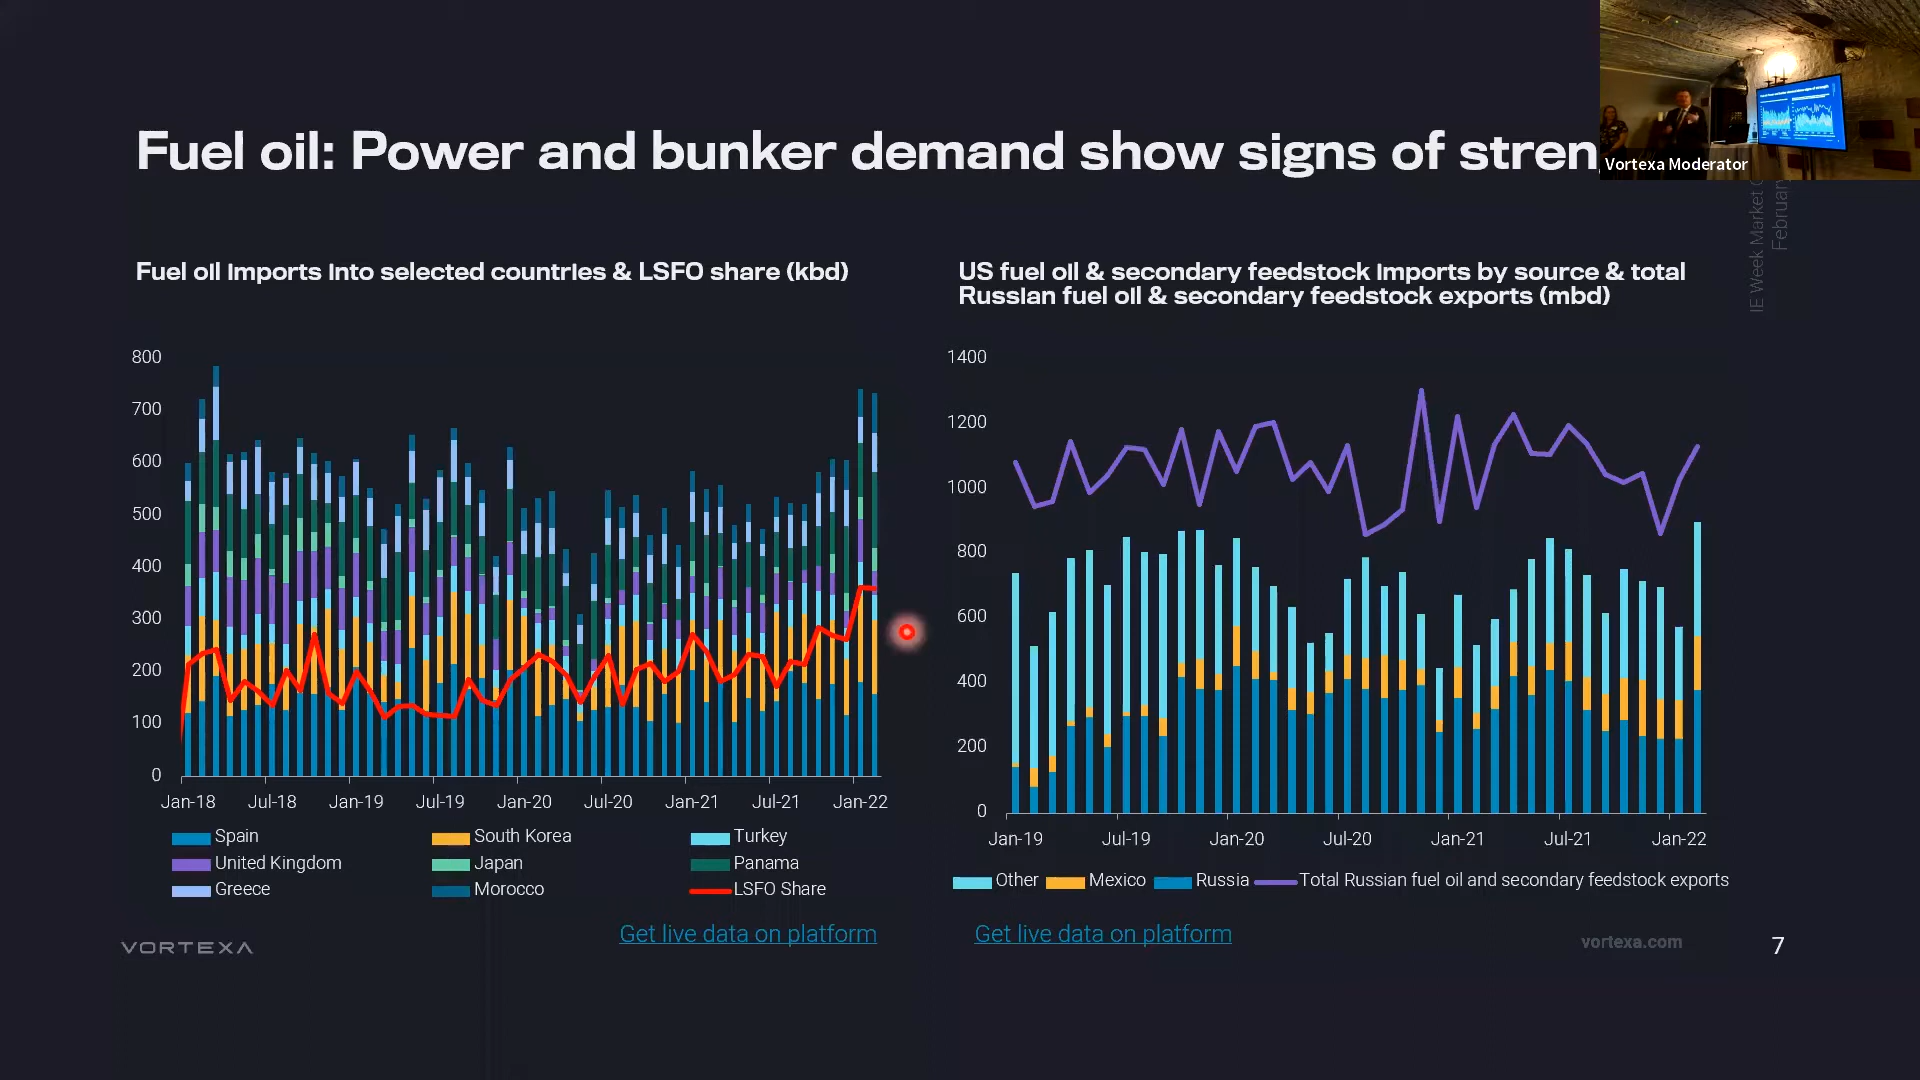 Fuel oil: Power and bunker demand show signs of stren
Vortexa Moderator
IE Week Market
February
Fuel oil imports into selected countries & LSFO share (kbd)
800
700
600
500
400
300
200
100
0
Jan-18 Jul-18 Jan-19 Jul-19 Jan-20 Jul-20 Jan-21 Jul-21 Jan-22
Spain South Korea Turkey
United Kingdom Japan Panama
Greece Morocco LSFO Share
Get live data on platform
US fuel oil & secondary feedstock imports by source & total
Russian fuel oil & secondary feedstock exports (mbd)
1400
1200
1000
800
600
400
200
0
Jan-19 Jul-19 Jan-20 Jul-20 Jan-21 Jul-21 Jan-22
Other Mexico Russia Total Russian fuel oil and secondary feedstock exports
Get live data on platform
VORTEXA
vortexa.com
7